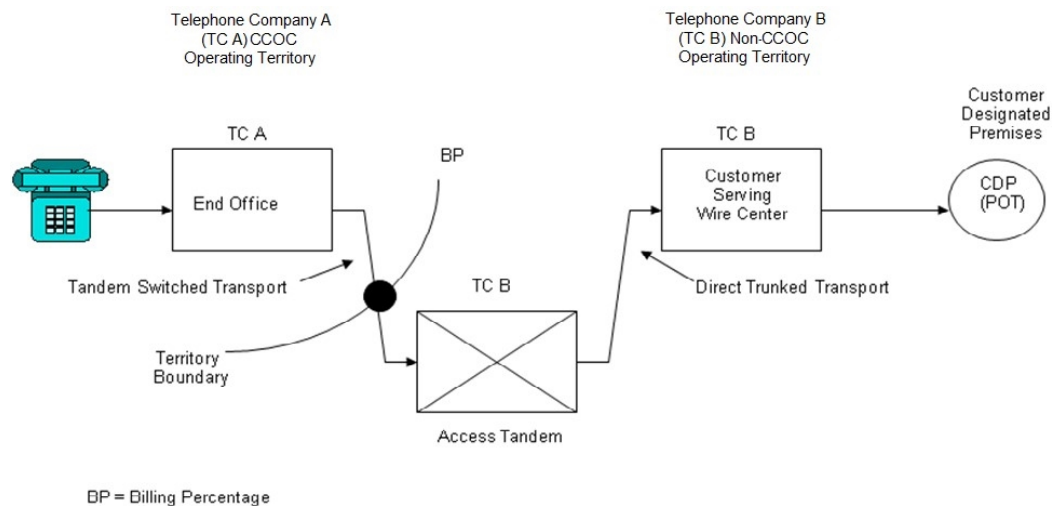 Telephone Company A
(TC A) CCOC
Operating Territory
Telephone Company B
(TC B) Non-CCOC
Operating Territory
Customer
Designated
Premises
TC A
BP
TC B
End Office
Customer
Serving
Wire Center
CDP
(POT)
Tandem Switched Transport
TC B
Direct Trunked Transport
Territory
Boundary
Access Tandem
BP = Billing Percentage